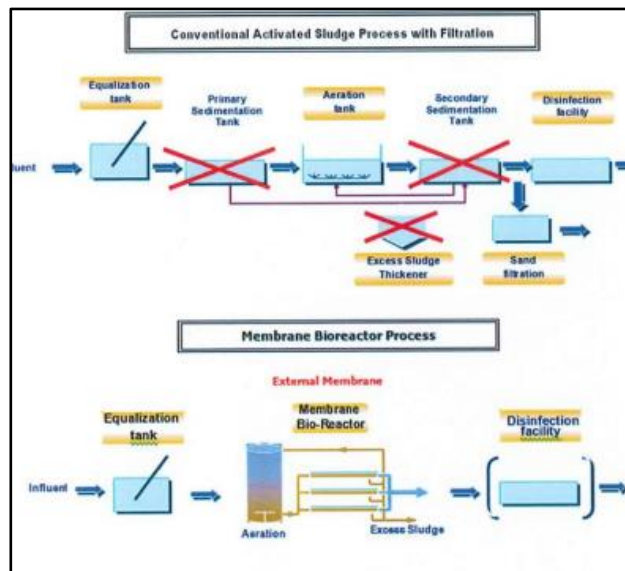 Conventional Activated Sludge Process with Filtration
Equalization
tank
Primary
Sedimentation
Tank
Aeration
tank
Secondary
Sedimentation
Tank
Disinfection
facility
luent
Excess Sludge
Thickener
Sand
filtration
Membrane Bioreactor Process
External Membrane
Equalization
tank
Membrane
Bio-Reactor
Disinfection
facility
Influent
Aeration
Excess Sludge